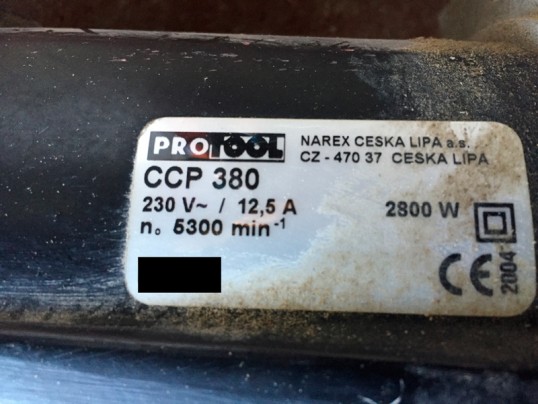 PROTOOL
NAREX CESKA LIPA a.s.
CZ - 470 37 CESKA LIPA
CCP 380
230 V~ / 12,5 A 2800 W
n₀ 5300 min⁻¹
CE 2004